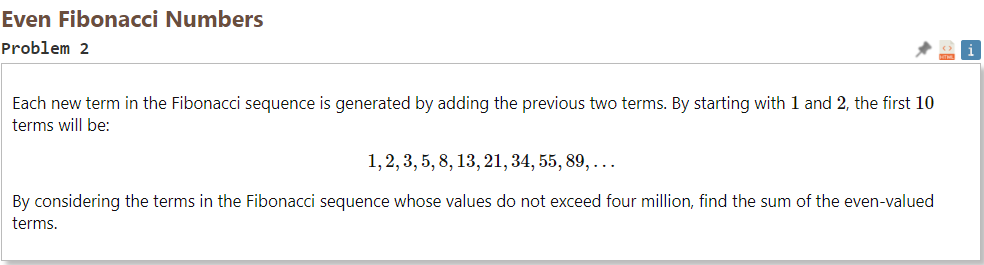 Even Fibonacci Numbers
Problem 2
HTML
i
Each new term in the Fibonacci sequence is generated by adding the previous two terms. By starting with 1 and 2, the first 10
terms will be:
1, 2, 3, 5, 8, 13, 21, 34, 55, 89, ...
By considering the terms in the Fibonacci sequence whose values do not exceed four million, find the sum of the even-valued
terms.